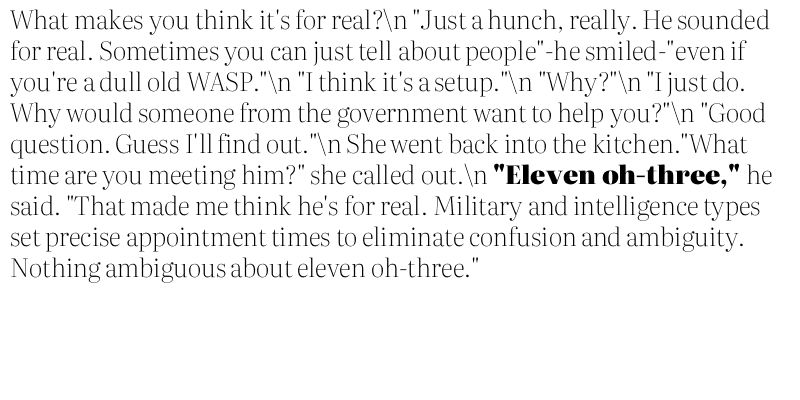 What makes you think it's for real?\n "Just a hunch, really. He sounded
for real. Sometimes you can just tell about people"-he smiled-"even if
you're a dull old WASP."\n "I think it's a setup."\n "Why?"\n "I just do.
Why would someone from the government want to help you?"\n "Good
question. Guess I'll find out."\n She went back into the kitchen."What
time are you meeting him?" she called out.\n "Eleven oh-three," he
said. "That made me think he's for real. Military and intelligence types
set precise appointment times to eliminate confusion and ambiguity.
Nothing ambiguous about eleven oh-three."